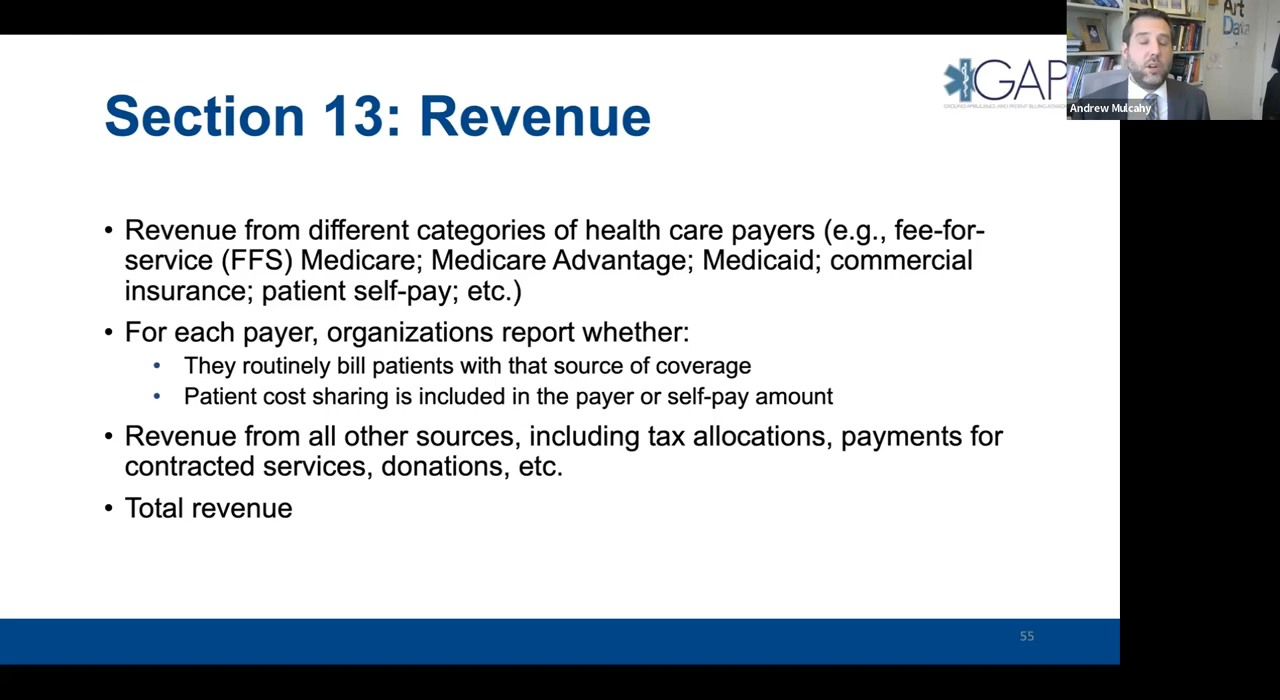 Art
Data
GAP
Andrew Mulcahy
Section 13: Revenue
• Revenue from different categories of health care payers (e.g., fee-for-
service (FFS) Medicare; Medicare Advantage; Medicaid; commercial
insurance; patient self-pay; etc.)
• For each payer, organizations report whether:
• They routinely bill patients with that source of coverage
• Patient cost sharing is included in the payer or self-pay amount
• Revenue from all other sources, including tax allocations, payments for
contracted services, donations, etc.
• Total revenue
55